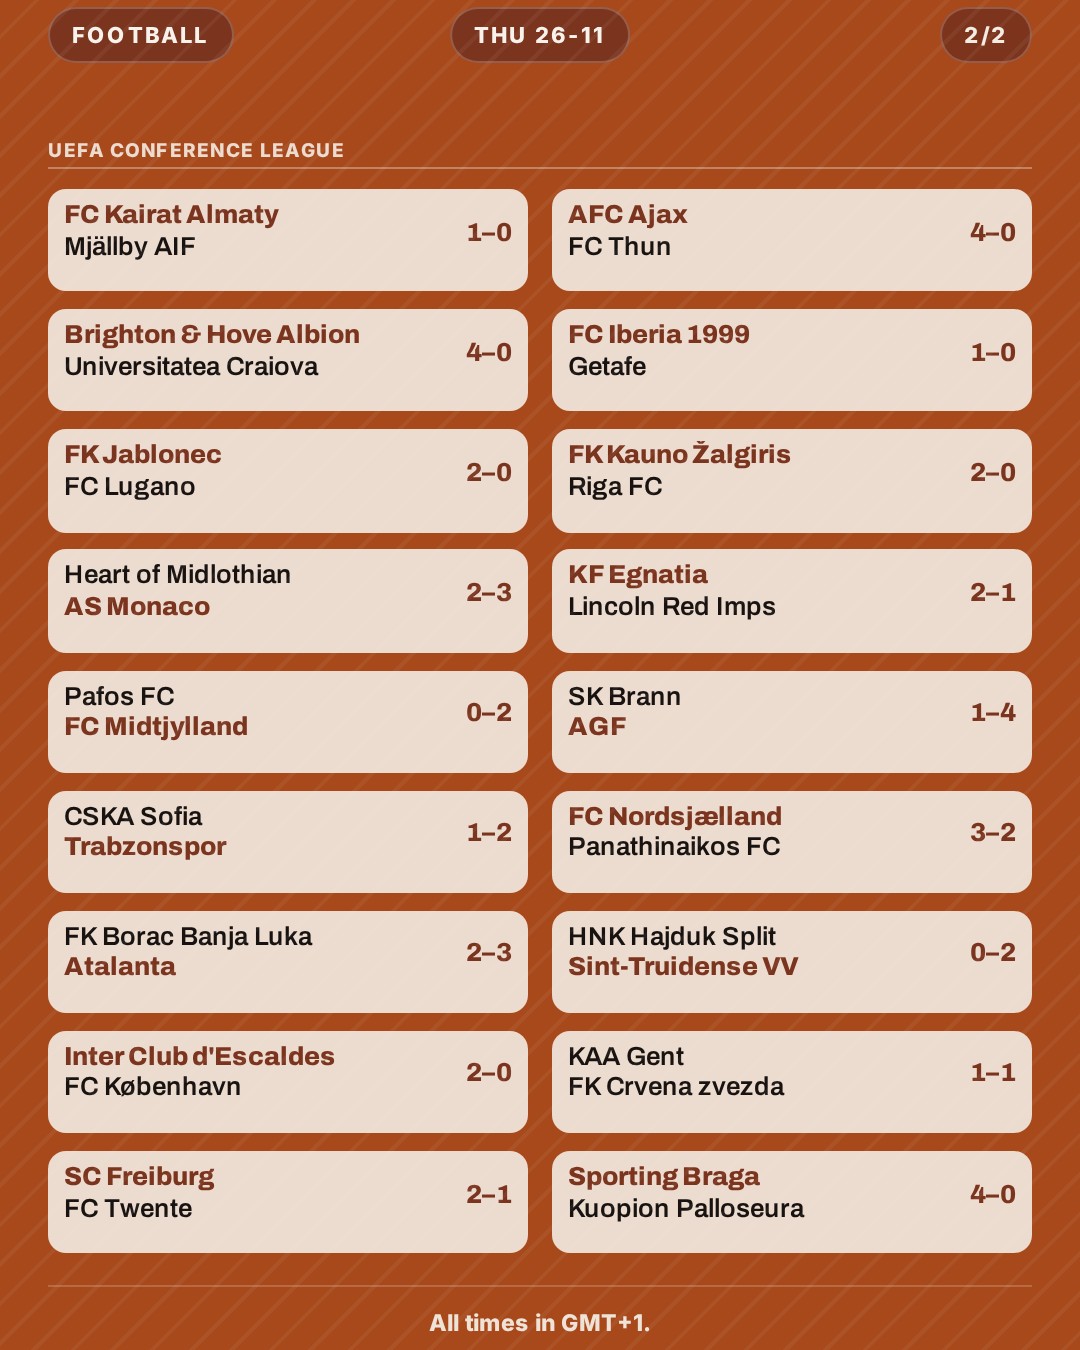 FOOTBALL
THU 26-11
2/2
UEFA CONFERENCE LEAGUE
FC Kairat Almaty
Mjällby AIF
1–0
AFC Ajax
FC Thun
4–0
Brighton & Hove Albion
Universitatea Craiova
4–0
FC Iberia 1999
Getafe
1–0
FK Jablonec
FC Lugano
2–0
FK Kauno Žalgiris
Riga FC
2–0
Heart of Midlothian
AS Monaco
2–3
KF Egnatia
Lincoln Red Imps
2–1
Pafos FC
FC Midtjylland
0–2
SK Brann
AGF
1–4
CSKA Sofia
Trabzonspor
1–2
FC Nordsjælland
Panathinaikos FC
3–2
FK Borac Banja Luka
Atalanta
2–3
HNK Hajduk Split
Sint-Truidense VV
0–2
Inter Club d'Escaldes
FC København
2–0
KAA Gent
FK Crvena zvezda
1–1
SC Freiburg
FC Twente
2–1
Sporting Braga
Kuopion Palloseura
4–0
All times in GMT+1.